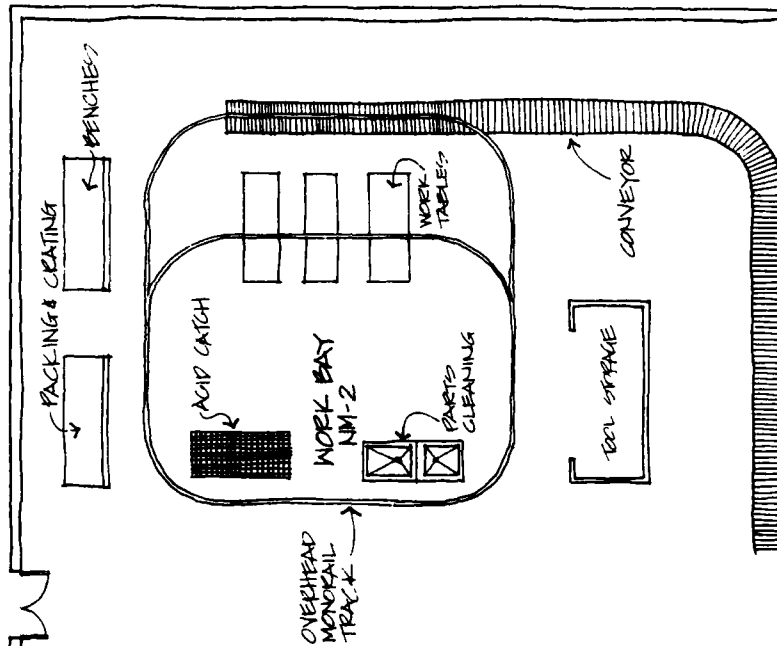 PACKING & CRATING
BENCHES
ACID CATCH
OVERHEAD
MONORAIL
TRACK
WORK BAY
NM-2
WORK
TABLES
PARTS
CLEANING
TOOL STORAGE
CONVEYOR